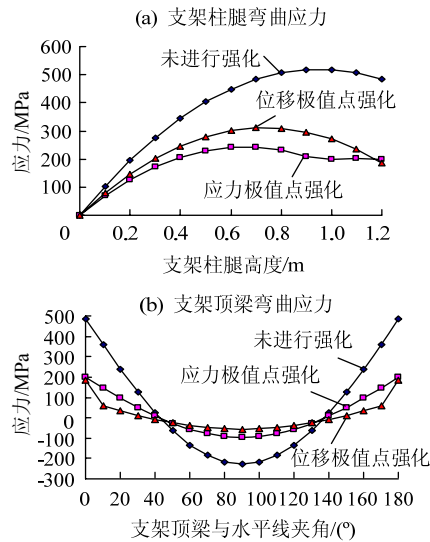 (a) 支架柱腿弯曲应力
应力/MPa
600
500
400
300
200
100
0
未进行强化
位移极值点强化
应力极值点强化
0.2
0.4
0.6
0.8
1.0
1.2
支架柱腿高度/m
(b) 支架顶梁弯曲应力
应力/MPa
500
400
300
200
100
0
-100
-200
-300
未进行强化
应力极值点强化
位移极值点强化
0 20 40 60 80 100 120 140 160 180
支架顶梁与水平线夹角/(º)